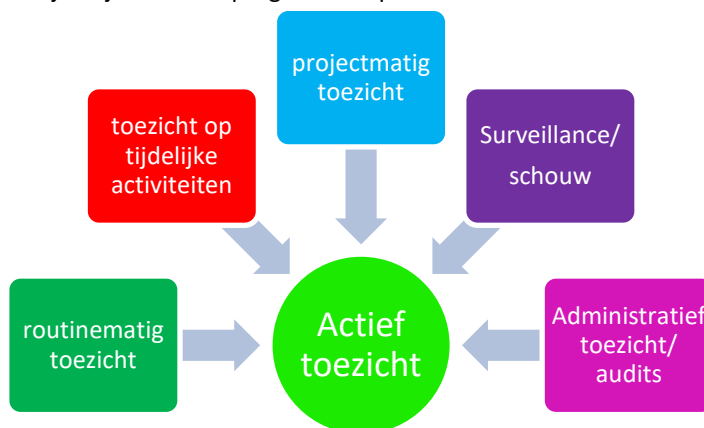 projectmatig
toezicht
toezicht op
tijdelijke
activiteiten
Surveillance/
schouw
routinematig
toezicht
Actief
toezicht
Administratief
toezicht/
audits